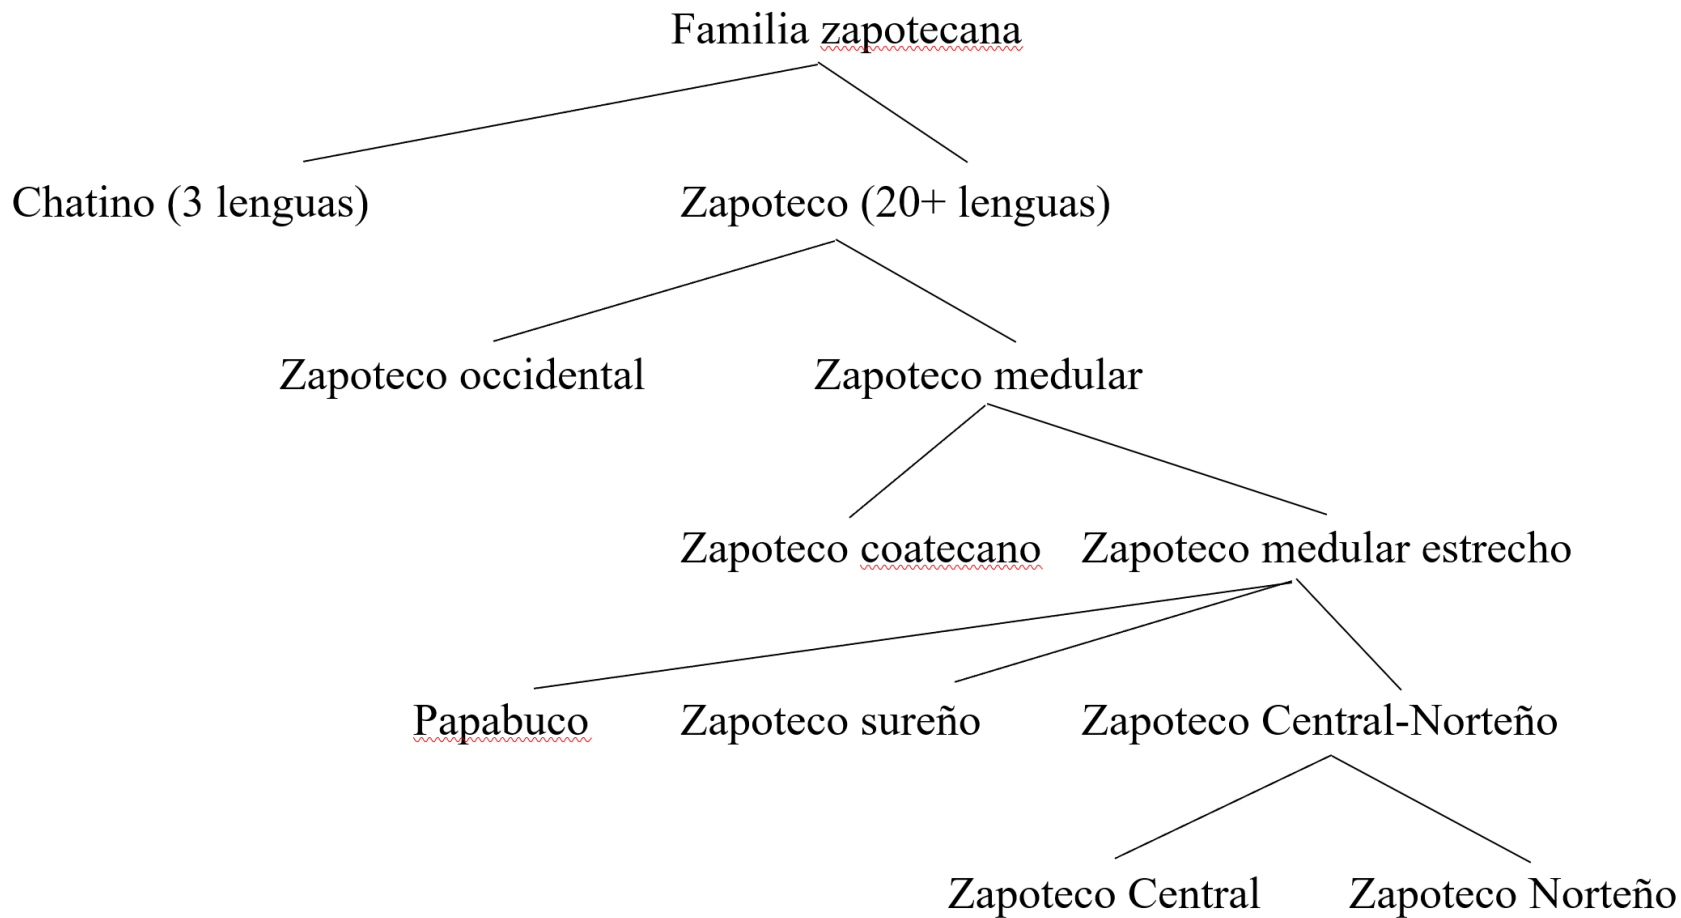 Familia zapotecana
Chatino (3 lenguas) Zapoteco (20+ lenguas)
Zapoteco occidental Zapoteco medular
Zapoteco coatecano Zapoteco medular estrecho
Papabuco Zapoteco sureño Zapoteco Central-Norteño
Zapoteco Central Zapoteco Norteño